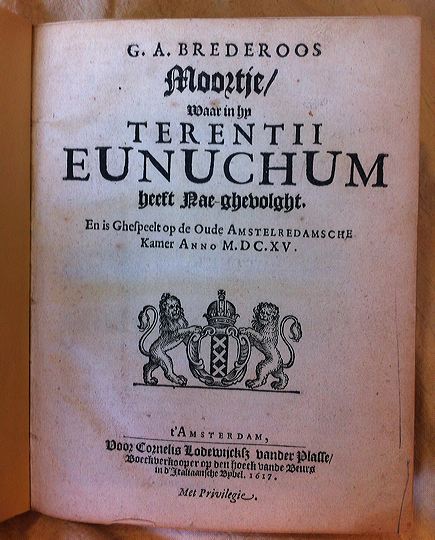 G. A. BREDEROOS
Moortje/
Waar in hy
TERENTII
EUNUCHUM
heeft Nae-ghevolght.
En is Ghespeelt op de Oude AMSTELREDAMSCHE
Kamer ANNO M.DC.XV.
t'AMSTERDAM,
Voor Cornelis Lodewijcksz vander Plasse/
Boeckverkooper op den hoeck vande Beurs
in d'Italiaansche Bybel. 1617.
Met Privilegie.